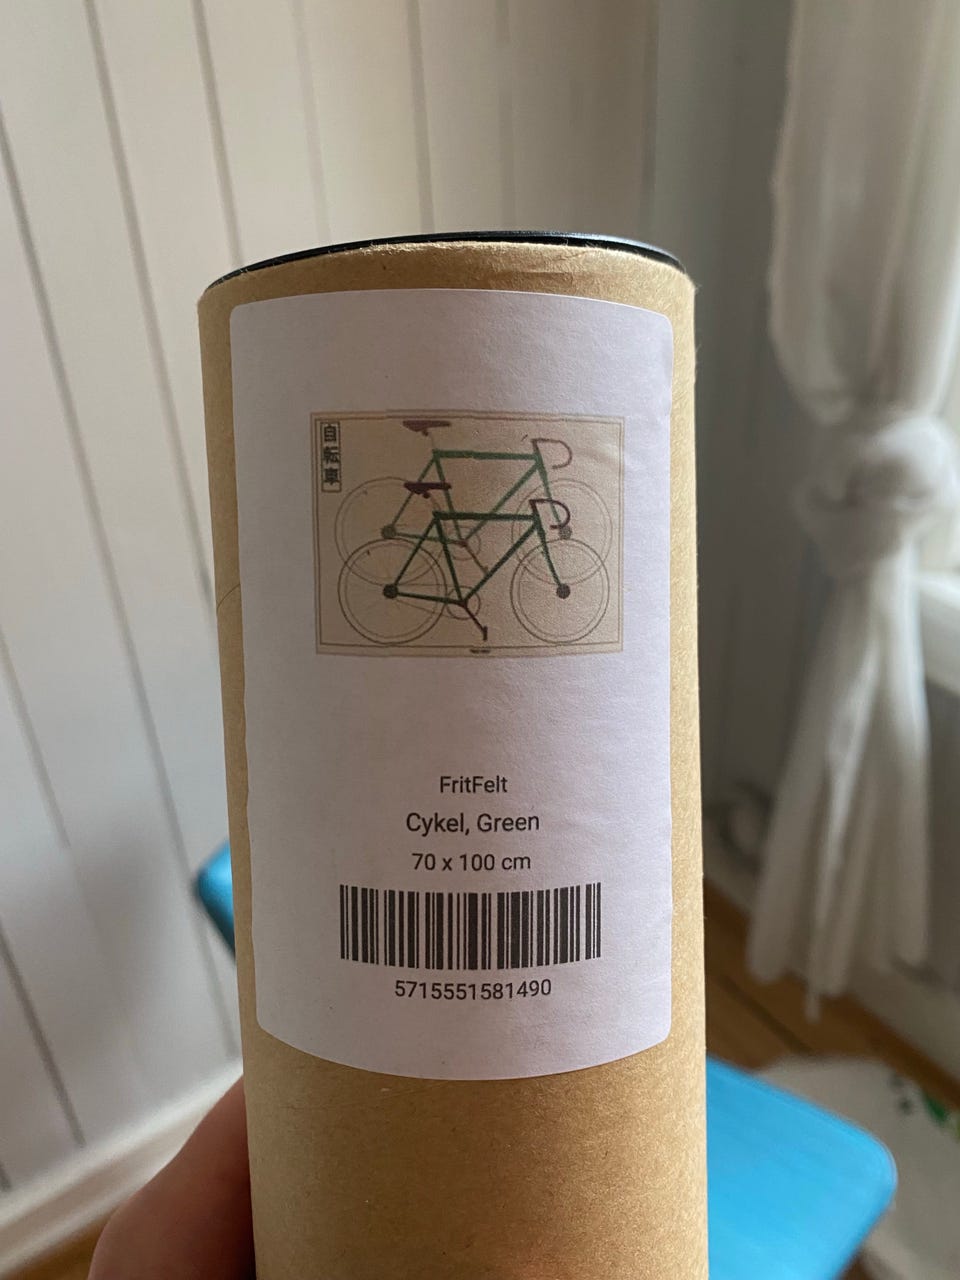 自転車
FritFelt
Cykel, Green
70 x 100 cm
5715551581490